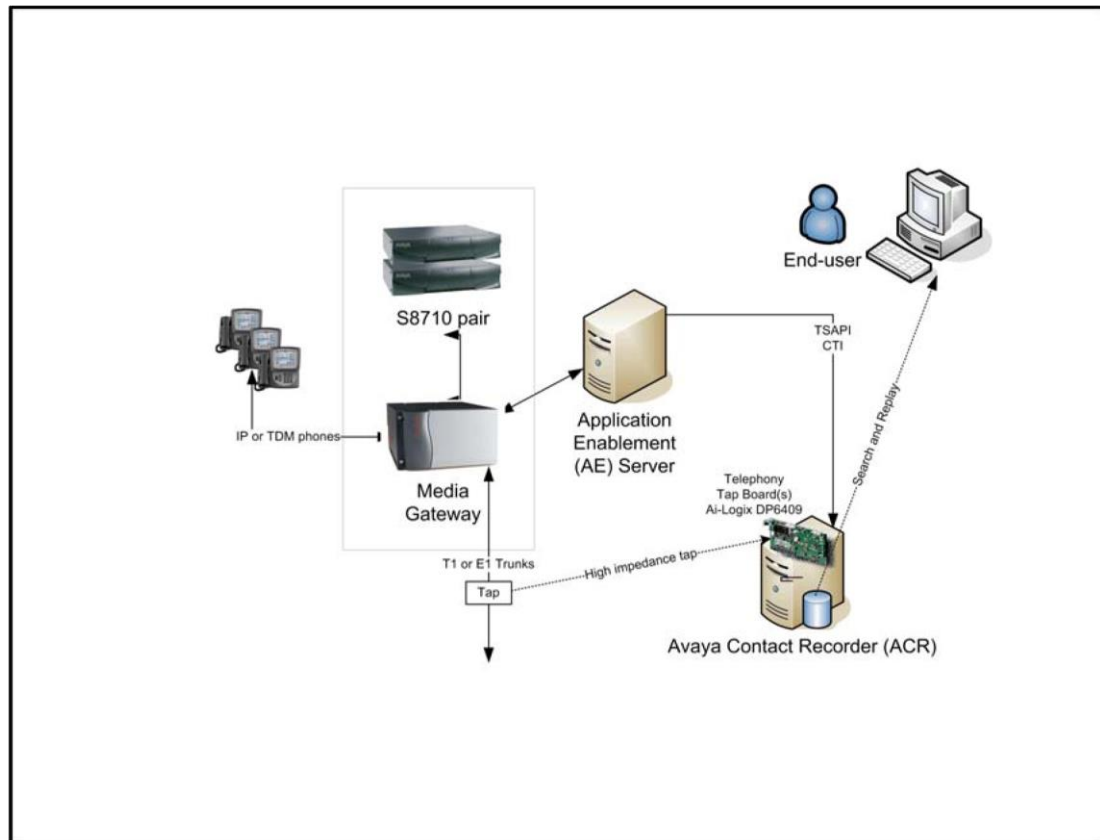 S8710 pair
End-user
TSAPI
CTI
IP or TDM phones
Application
Enablement
(AE) Server
Media
Gateway
Search and Replay
Telephony
Tap Board(s)
Ai-Logix DP6409
T1 or E1 Trunks
High impedance tap
Tap
Avaya Contact Recorder (ACR)